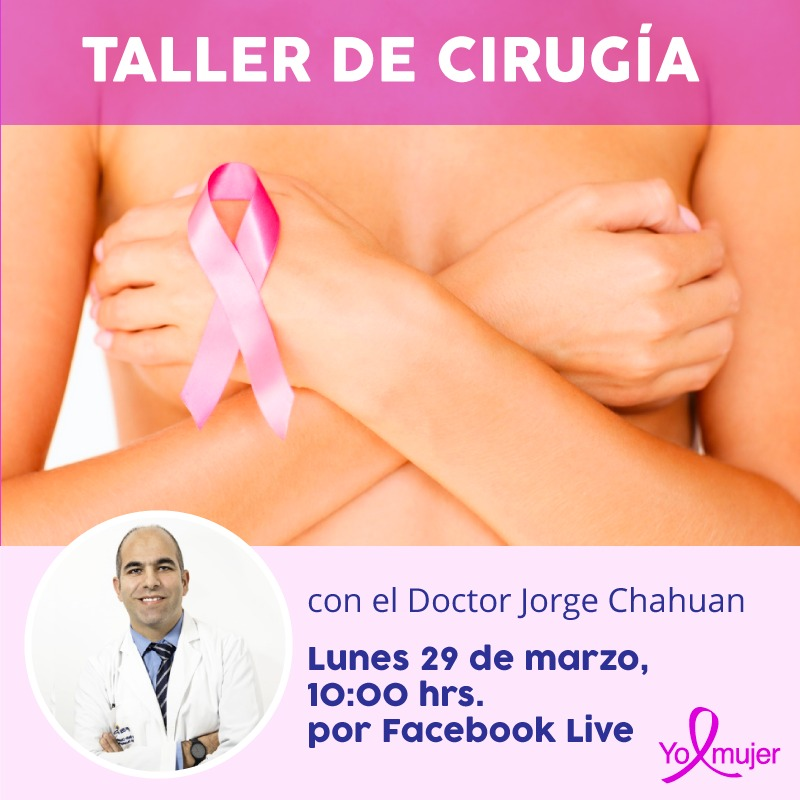 TALLER DE CIRUGÍA
con el Doctor Jorge Chahuan
Lunes 29 de marzo,
10:00 hrs.
por Facebook Live
Yo mujer